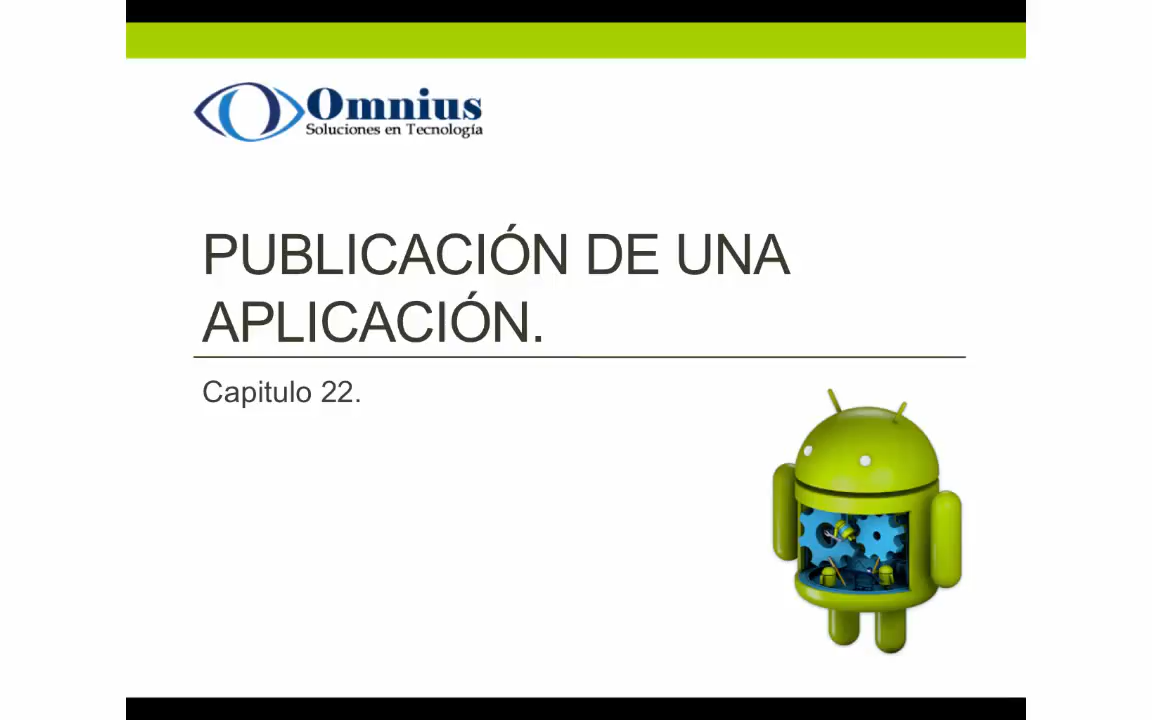 Omnius
Soluciones en Tecnología
PUBLICACIÓN DE UNA
APLICACIÓN.
Capitulo 22.